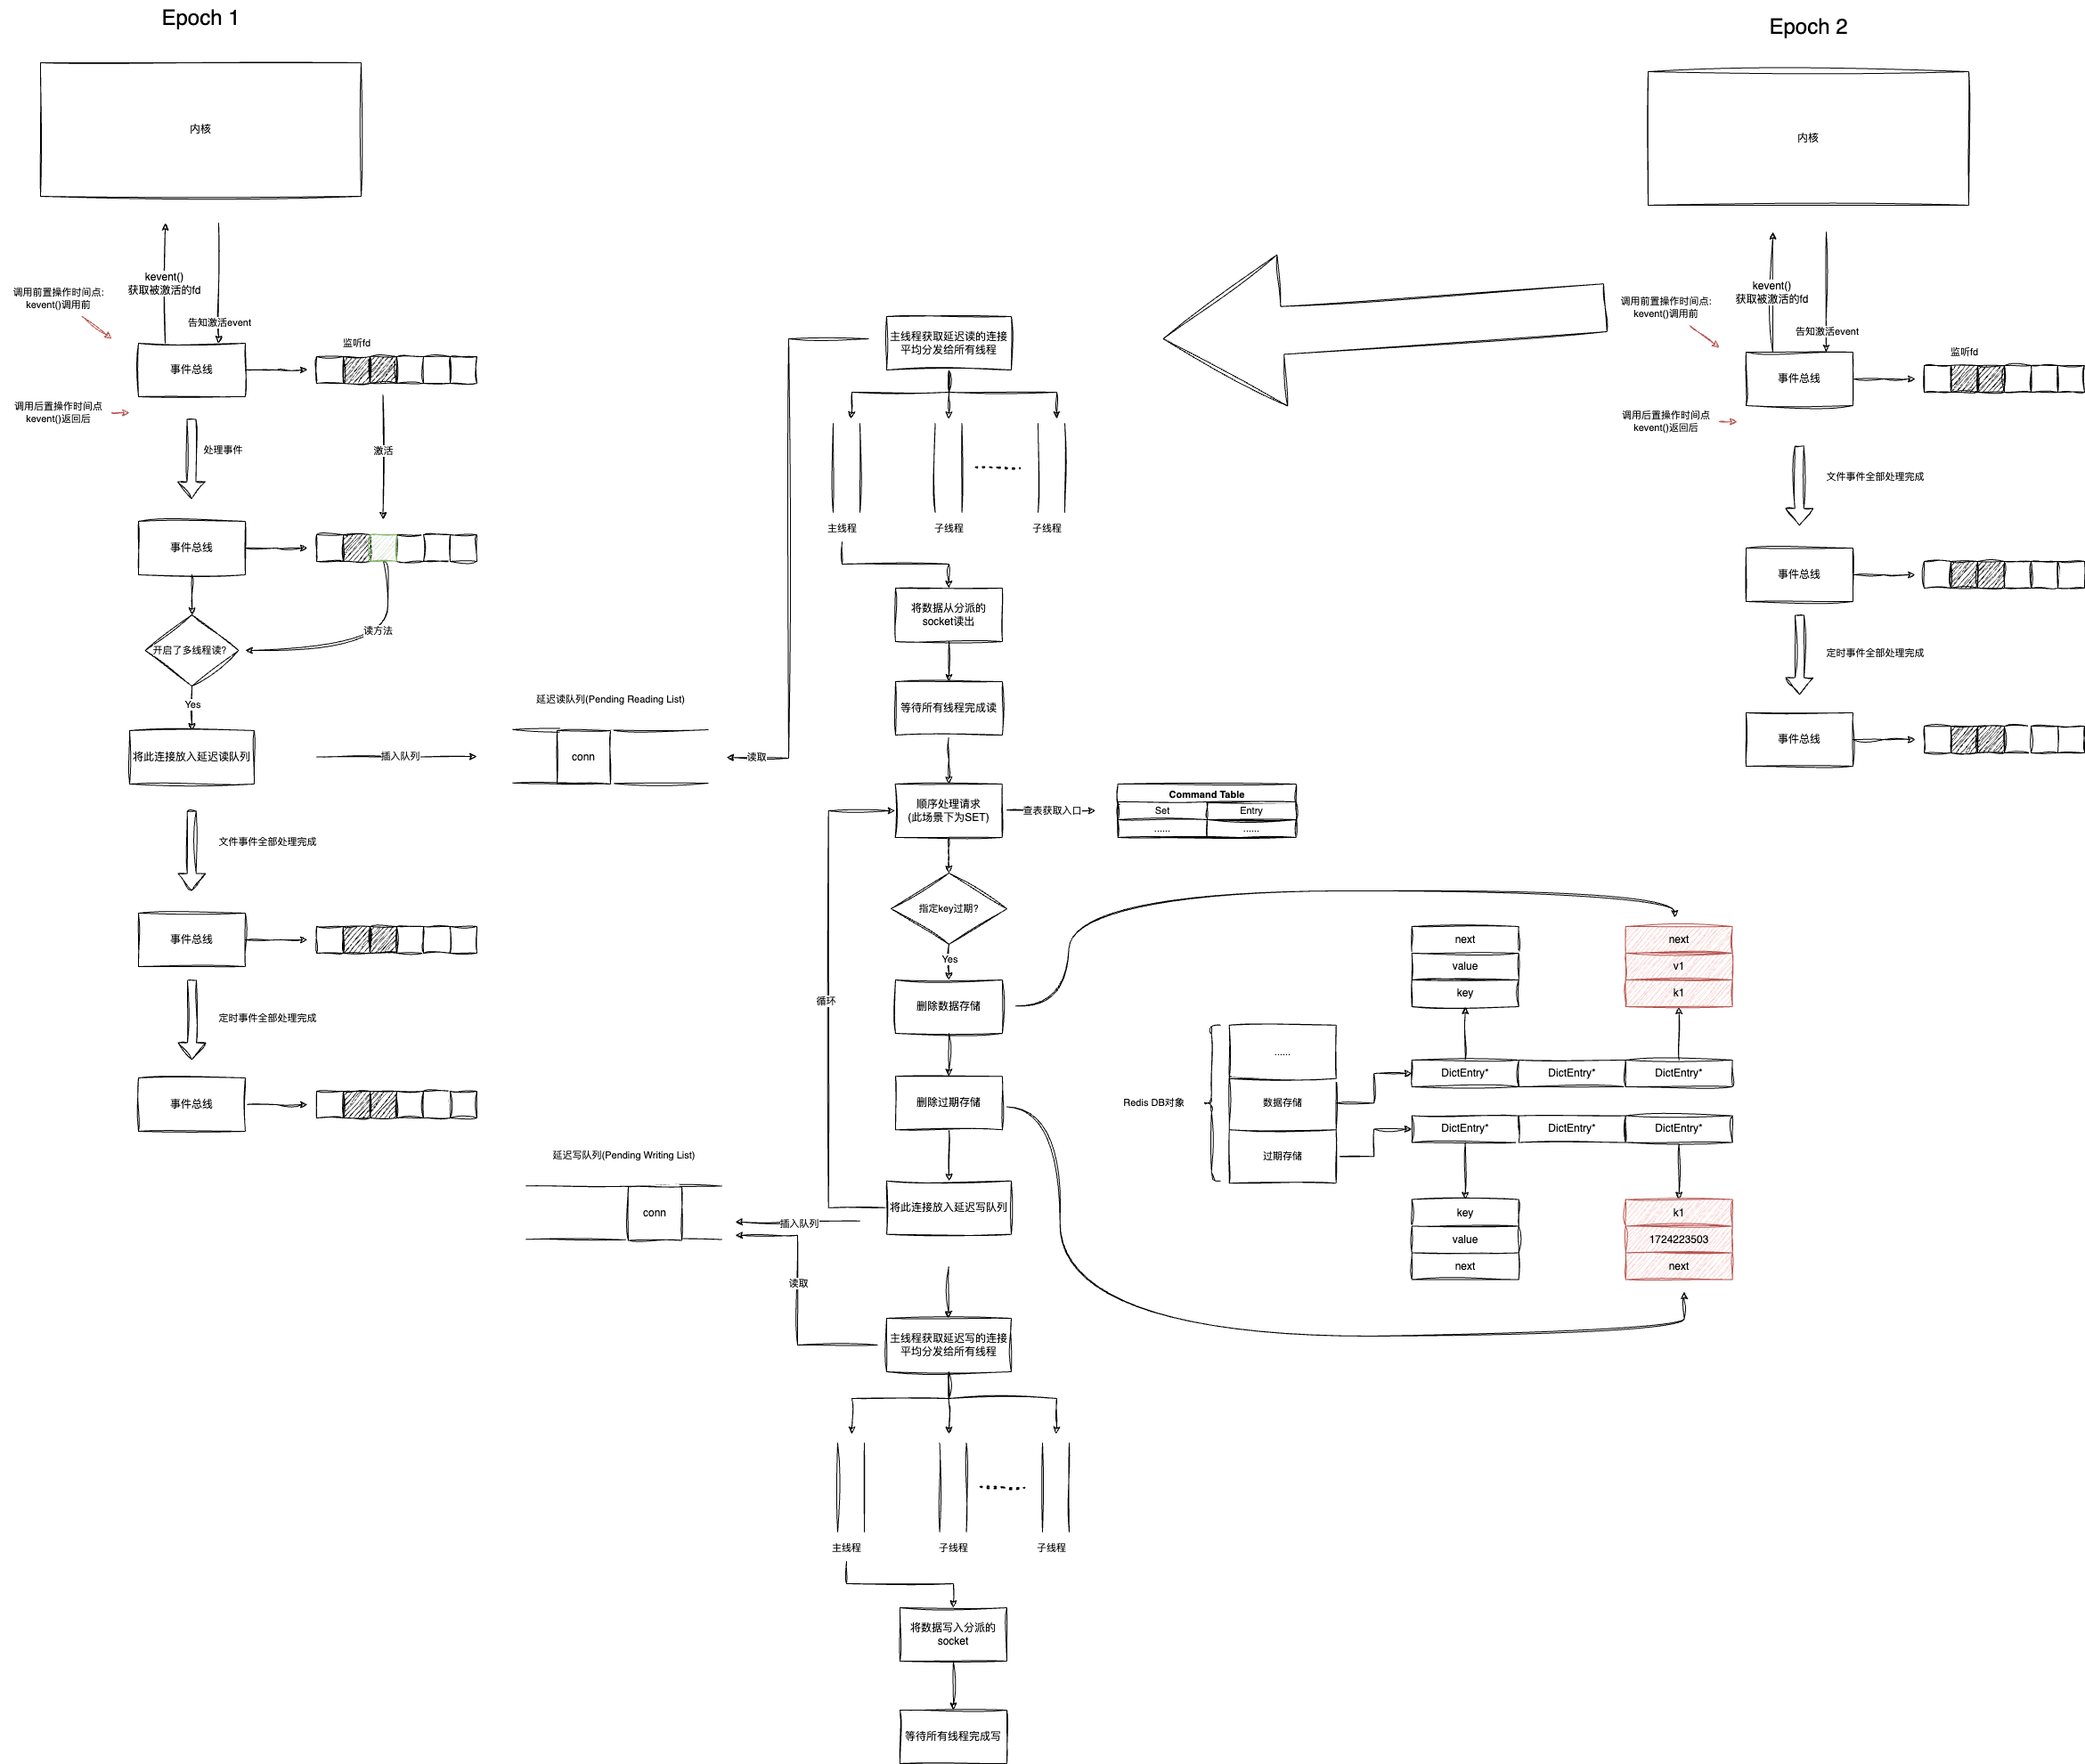 Epoch 1
内核
kevent()
获取被激活的fd
调用前置操作时间点:
kevent()调用前
告知激活event
监听fd
事件总线
调用后置操作时间点
kevent()返回后
处理事件
激活
事件总线
读方法
开启了多线程读?
Yes
将此连接放入延迟读队列
插入队列
延迟读队列(Pending Reading List)
conn
读取
文件事件全部处理完成
事件总线
定时事件全部处理完成
事件总线
主线程获取延迟读的连接
平均分发给所有线程
主线程
子线程
子线程
将数据从分派的
socket读出
等待所有线程完成读
顺序处理请求
(此场景下为SET)
查表获取入口
Command Table
Set
Entry
......
......
指定key过期?
Yes
循环
删除数据存储
删除过期存储
将此连接放入延迟写队列
延迟写队列(Pending Writing List)
conn
插入队列
读取
主线程获取延迟写的连接
平均分发给所有线程
主线程
子线程
子线程
将数据写入分派的
socket
等待所有线程完成写
next
value
key
next
v1
k1
Redis DB对象
......
数据存储
过期存储
DictEntry*
DictEntry*
DictEntry*
DictEntry*
DictEntry*
DictEntry*
key
value
next
k1
1724223503
next
Epoch 2
内核
kevent()
获取被激活的fd
调用前置操作时间点:
kevent()调用前
告知激活event
监听fd
事件总线
调用后置操作时间点
kevent()返回后
文件事件全部处理完成
事件总线
定时事件全部处理完成
事件总线